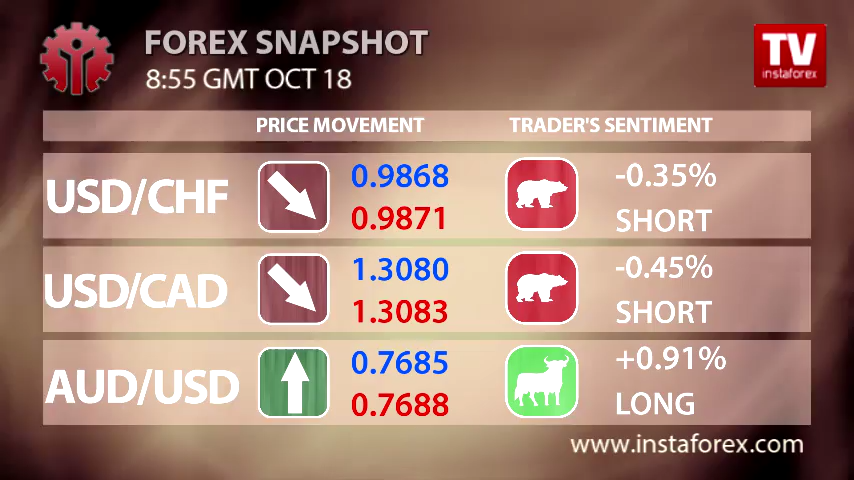 FOREX SNAPSHOT
8:55 GMT OCT 18
TV
instaforex
PRICE MOVEMENT TRADER'S SENTIMENT
USD/CHF
0.9868
0.9871
-0.35%
SHORT
USD/CAD
1.3080
1.3083
-0.45%
SHORT
AUD/USD
0.7685
0.7688
+0.91%
LONG
www.instaforex.com